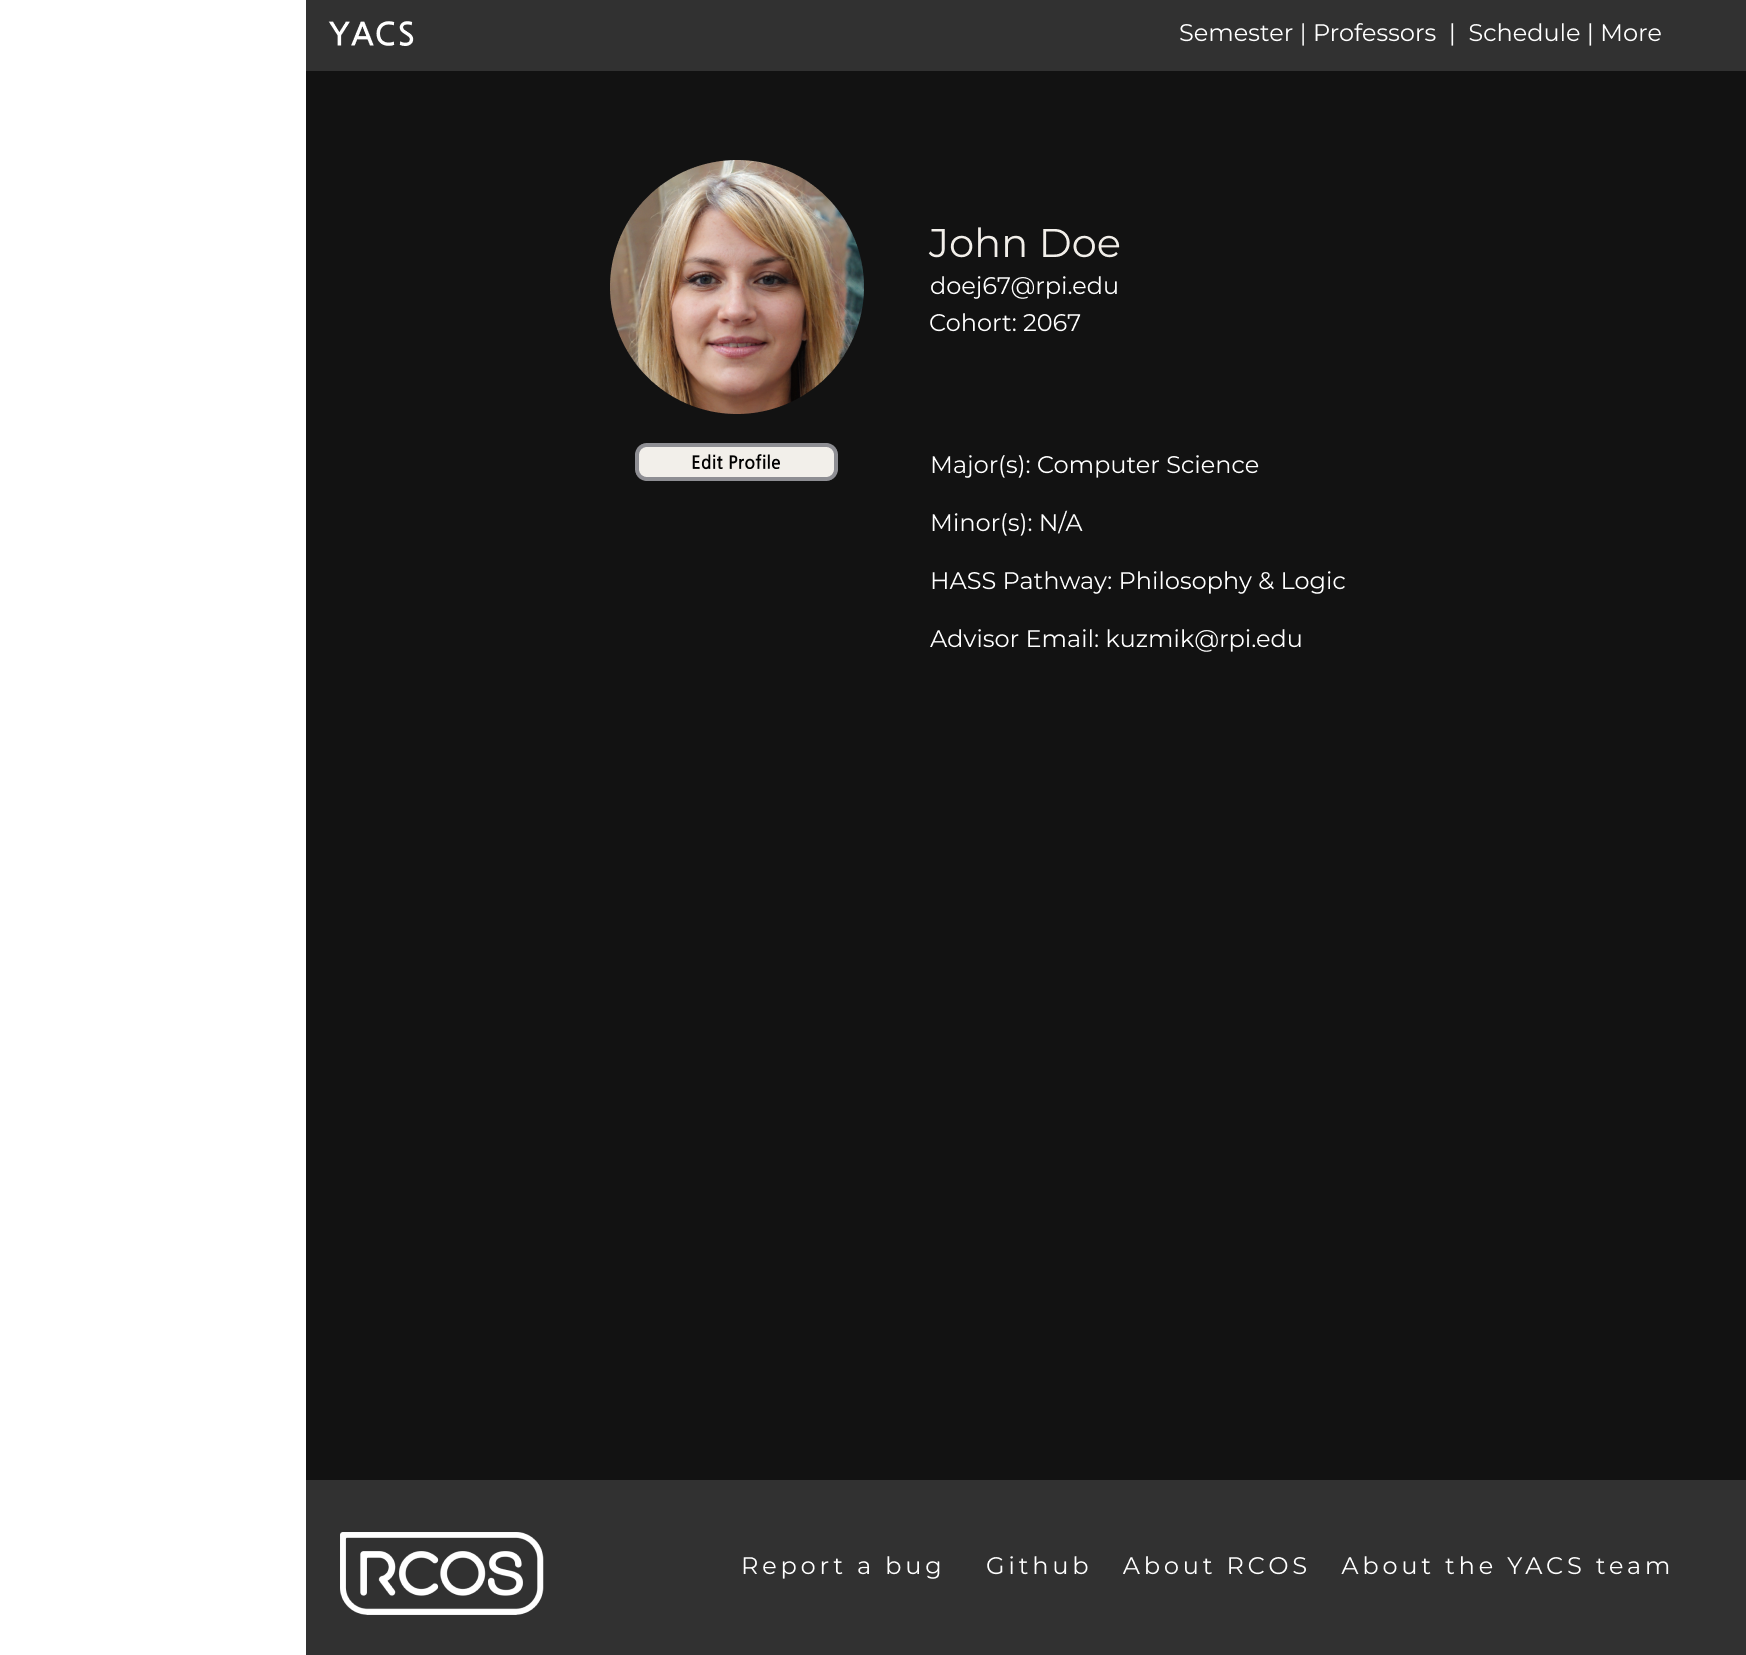 YACS
Semester | Professors | Schedule | More
John Doe
doej67@rpi.edu
Cohort: 2067
Edit Profile
Major(s): Computer Science
Minor(s): N/A
HASS Pathway: Philosophy & Logic
Advisor Email: kuzmik@rpi.edu
RCOS
Report a bug Github About RCOS About the YACS team